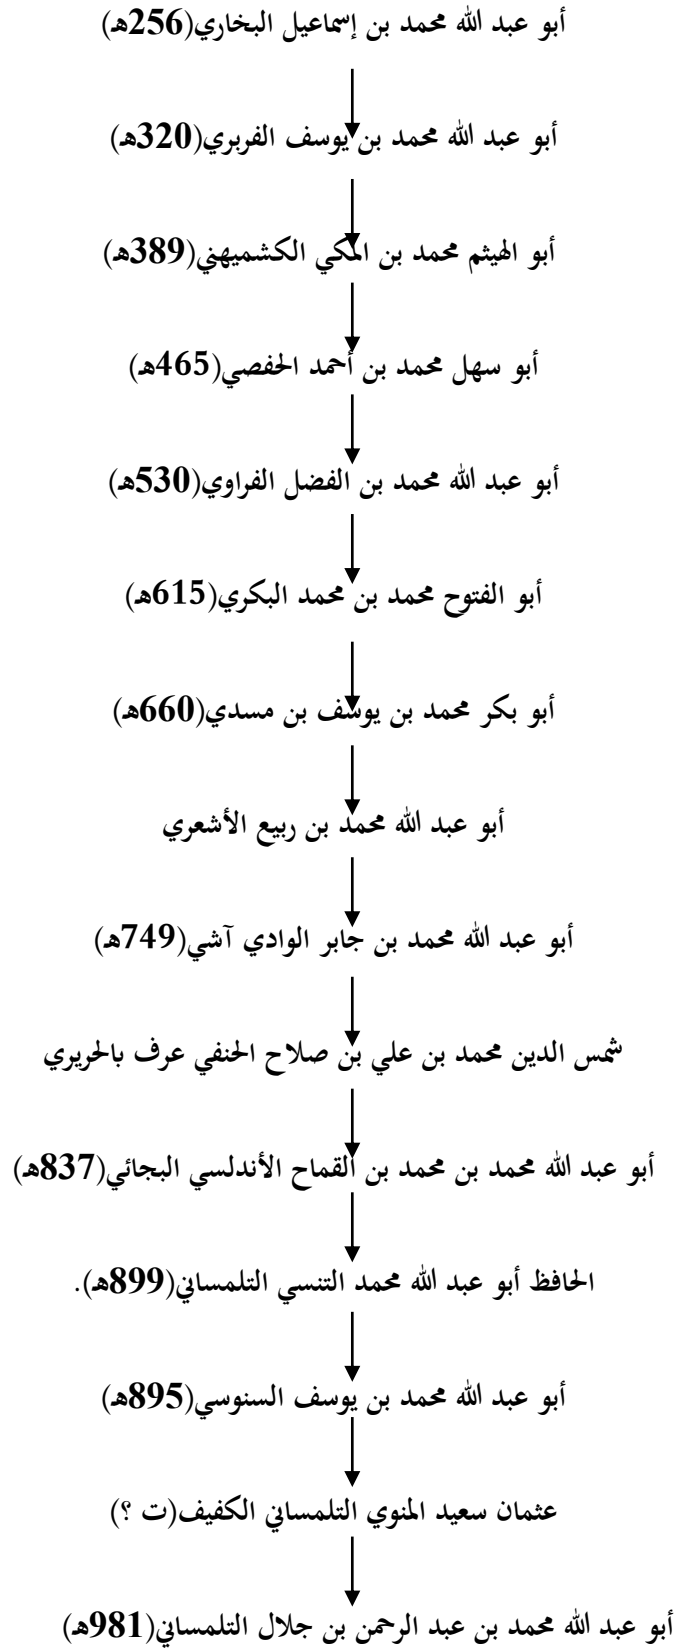 أبو عبد الله محمد بن إسماعيل البخاري(256هـ)
أبو عبد الله محمد بن يوسف الفربري(320هـ)
أبو الهيثم محمد بن المكي الكشميهني(389هـ)
أبو سهل محمد بن أحمد الحفصي(465هـ)
أبو عبد الله محمد بن الفضل الفراوي(530هـ)
أبو الفتوح محمد بن محمد البكري(615هـ)
أبو بكر محمد بن يوسف بن مسدي(660هـ)
أبو عبد الله محمد بن ربيع الأشعري
أبو عبد الله محمد بن جابر الوادي آشي(749هـ)
شمس الدين محمد بن علي بن صلاح الحنفي عرف بالحريري
أبو عبد الله محمد بن محمد بن القماح الأندلسي البجائي(837هـ)
الحافظ أبو عبد الله محمد التنسي التلمساني(899هـ).
أبو عبد الله محمد بن يوسف السنوسي(895هـ)
عثمان سعيد المنوي التلمساني الكفيف(ت ؟)
أبو عبد الله محمد بن عبد الرحمن بن جلال التلمساني(981هـ)